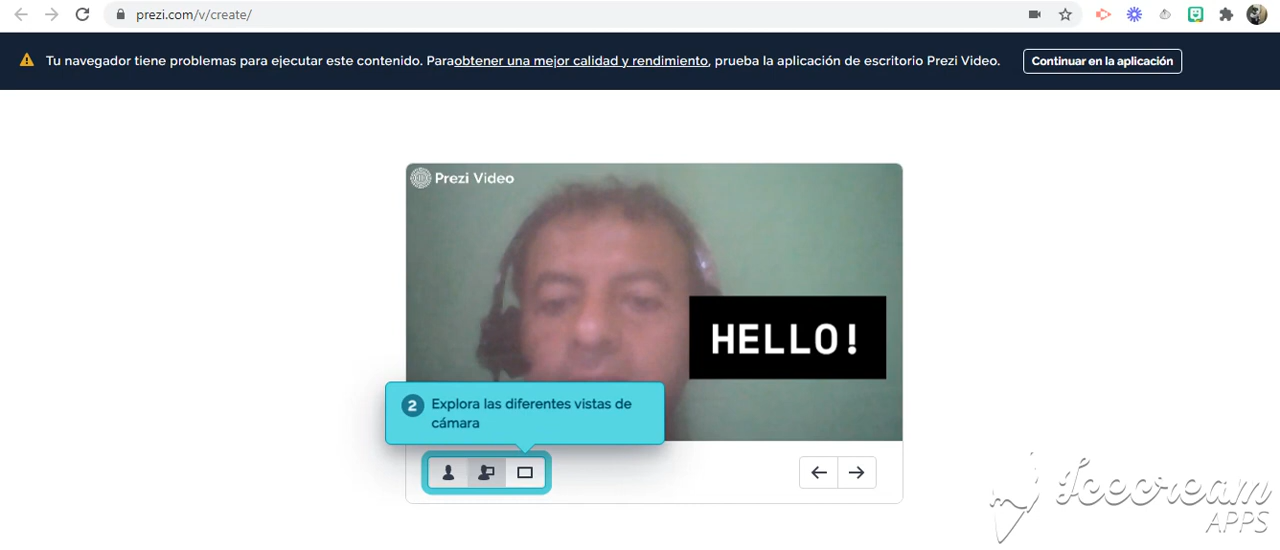 prezi.com/v/create/
Tu navegador tiene problemas para ejecutar este contenido. Paraobtener una mejor calidad y rendimiento, prueba la aplicación de escritorio Prezi Video.
Continuar en la aplicación
Prezi Video
HELLO!
2 Explora las diferentes vistas de
cámara
Icecream
APPS